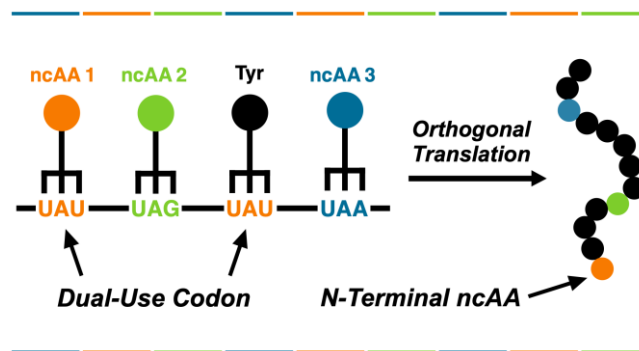 ncAA 1 ncAA 2 Tyr ncAA 3
Orthogonal
Translation
UAU UAG UAU UAA
Dual-Use Codon
N-Terminal ncAA